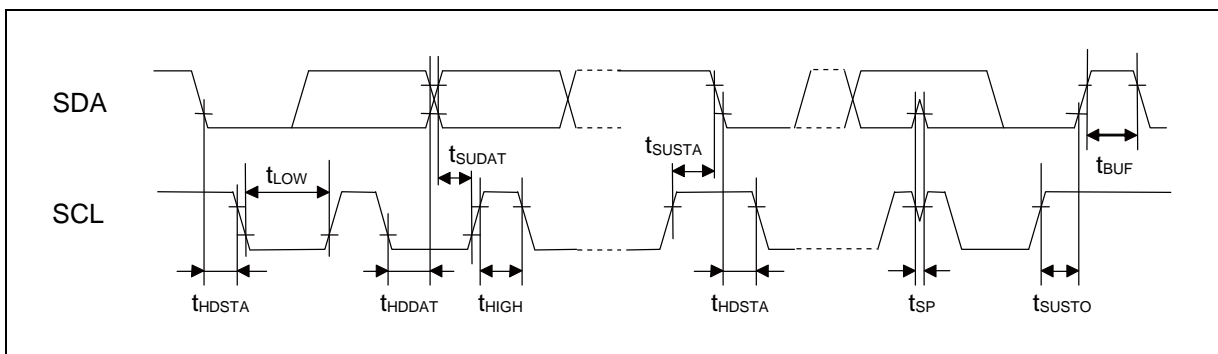 SDA
tSUDAT
tSUSTA
tLOW
tBUF
SCL
tHDSTA
tHDDAT
tHIGH
tHDSTA
tSP
tSUSTO